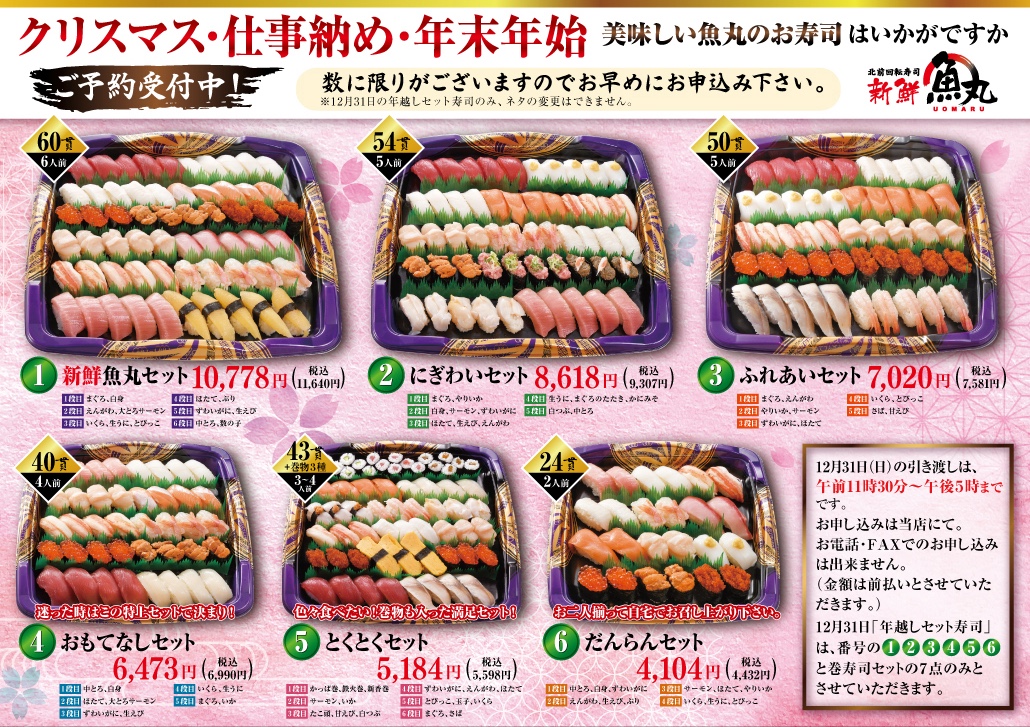 クリスマス・仕事納め・年末年始 美味しい魚丸のお寿司はいかがですか
ご予約受付中！
数に限りがございますのでお早めにお申込み下さい。
※12月31日の年越しセット寿司のみ、ネタの変更はできません。
北前回転寿司
新鮮 魚丸
UOMARU
60貫
6人前
54貫
5人前
50貫
5人前
1 新鮮魚丸セット 10,778円(税込11,640円)
1段目 まぐろ、白身
2段目 えんがわ、大とろサーモン
3段目 いくら、生うに、とびっこ
4段目 ほたて、ぶり
5段目 ずわいがに、生えび
6段目 中とろ、数の子
2 にぎわいセット 8,618円(税込9,307円)
1段目 まぐろ、やりいか
2段目 白身、サーモン、ずわいがに
3段目 ほたて、生えび、えんがわ
4段目 生うに、まぐろのたたき、かにみそ
5段目 白つぶ、中とろ
3 ふれあいセット 7,020円(税込7,581円)
1段目 まぐろ、えんがわ
2段目 やりいか、サーモン
3段目 ずわいがに、ほたて
4段目 いくら、とびっこ
5段目 さば、甘えび
40貫
4人前
43貫
+巻物3種
3〜4人前
24貫
2人前
迷った時はこの特上セットで決まり！
色々食べたい！巻物も入った満足セット！
お二人揃って自宅でお召し上がり下さい。
4 おもてなしセット
6,473円(税込6,990円)
1段目 中とろ、白身
2段目 ほたて、大とろサーモン
3段目 ずわいがに、生えび
4段目 いくら、生うに
5段目 まぐろ、いか
5 とくとくセット
5,184円(税込5,598円)
1段目 かっぱ巻、鉄火巻、新香巻
2段目 サーモン、いか
3段目 たこ頭、甘えび、白つぶ
4段目 ずわいがに、えんがわ、ほたて
5段目 とびっこ、玉子、いくら
6段目 まぐろ、さば
6 だんらんセット
4,104円(税込4,432円)
1段目 中とろ、白身、ずわいがに
2段目 えんがわ、生えび、ぶり
3段目 サーモン、ほたて、やりいか
4段目 いくら、生うに、とびっこ
12月31日(日)の引き渡しは、
午前11時30分〜午後5時まで
です。
お申し込みは当店にて。
お電話・FAXでのお申し込み
は出来ません。
(金額は前払いとさせていた
だきます。)
12月31日「年越しセット寿司」
は、番号の123456
と巻寿司セットの7点のみと
させていただきます。